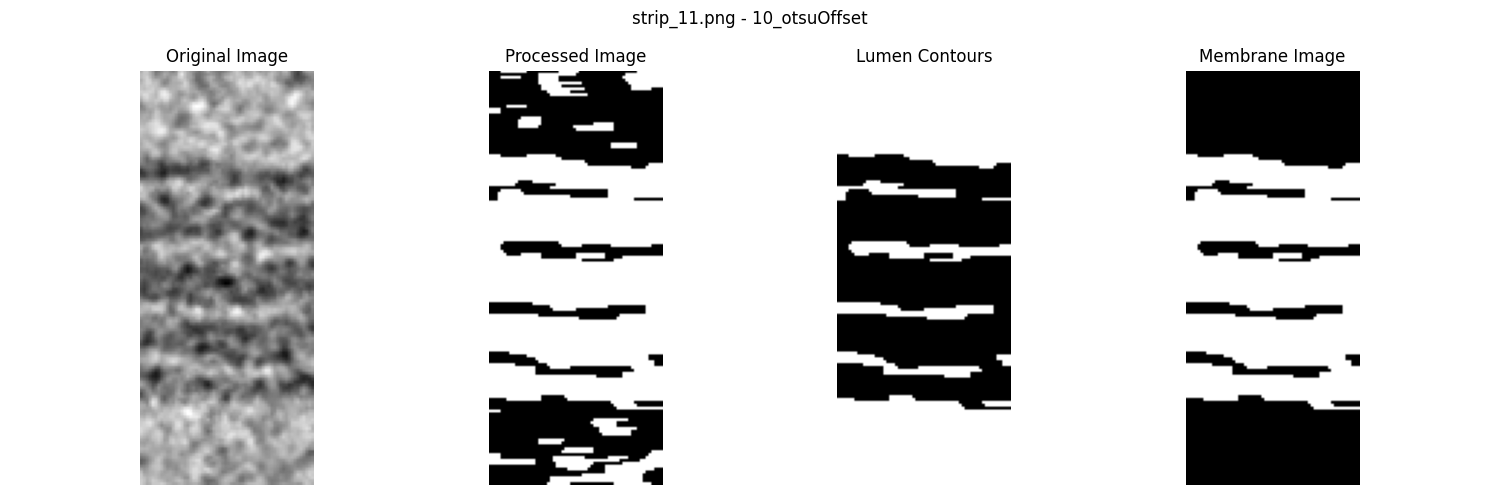 strip_11.png - 10_otsuOffset
Original Image
Processed Image
Lumen Contours
Membrane Image